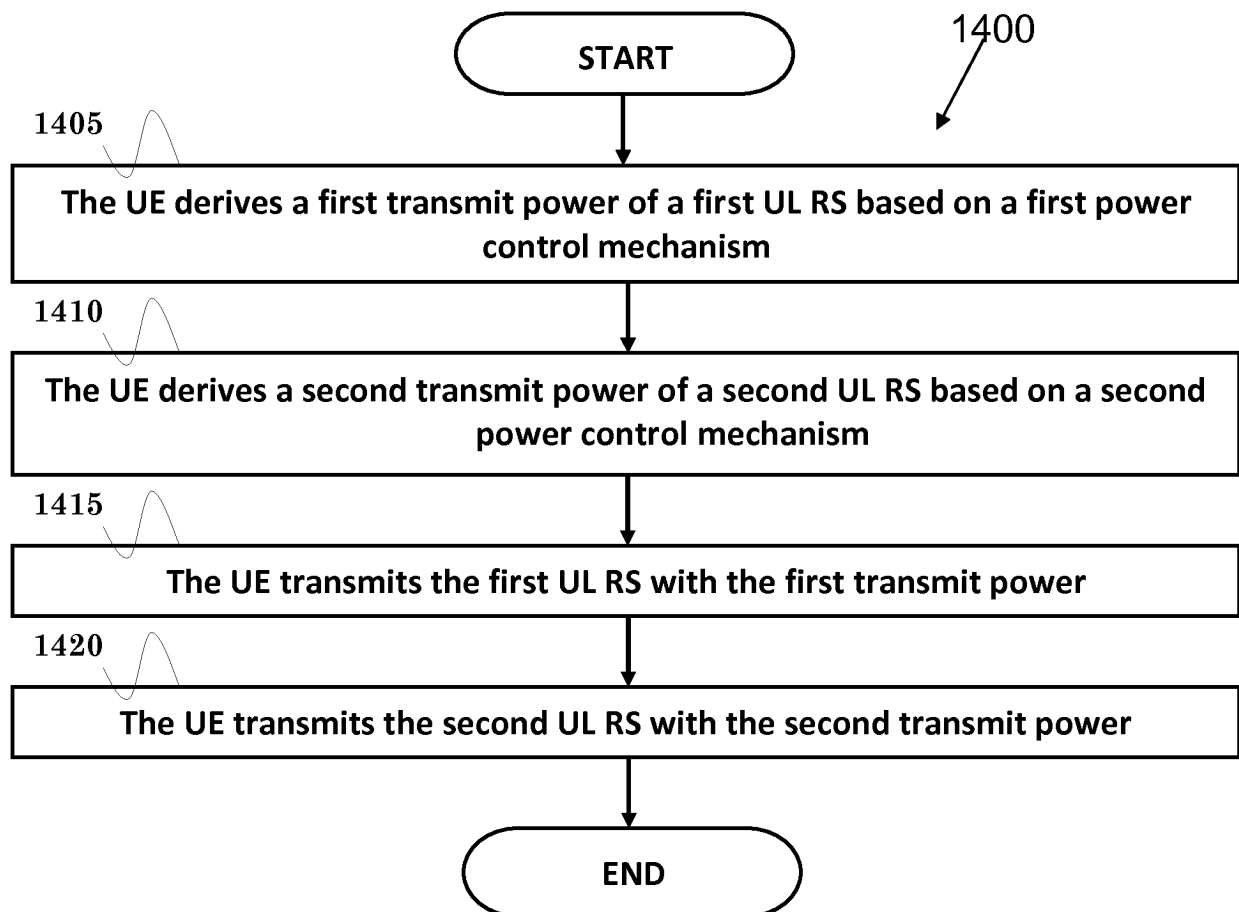 START
1400
1405
The UE derives a first transmit power of a first UL RS based on a first power
control mechanism
1410
The UE derives a second transmit power of a second UL RS based on a second
power control mechanism
1415
The UE transmits the first UL RS with the first transmit power
1420
The UE transmits the second UL RS with the second transmit power
END